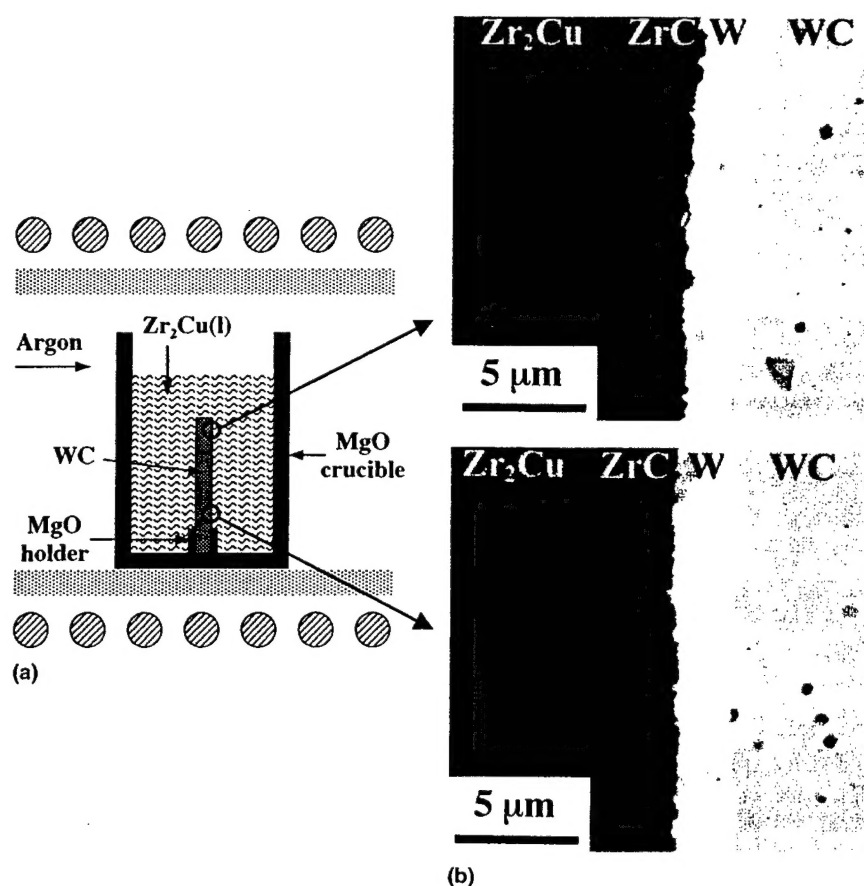 Zr₂Cu ZrC W WC
5 μm
Zr₂Cu(l)
Argon
WC
MgO
crucible
MgO
holder
(a)
Zr₂Cu ZrC W WC
5 μm
(b)